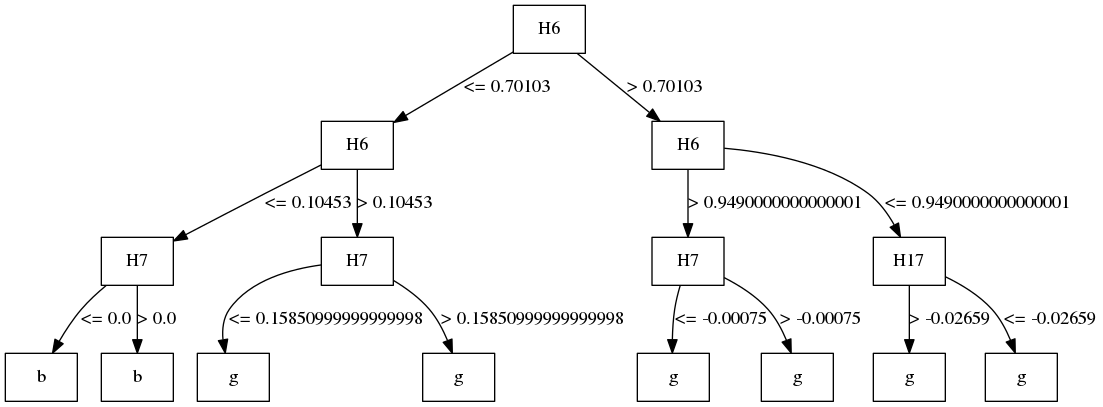 H6
<= 0.70103
> 0.70103
H6
H6
<= 0.10453
> 0.10453
> 0.9490000000000001
<= 0.9490000000000001
H7
H7
H7
H17
<= 0.0
> 0.0
<= 0.15850999999999998
> 0.15850999999999998
<= -0.00075
> -0.00075
> -0.02659
<= -0.02659
b
b
g
g
g
g
g
g